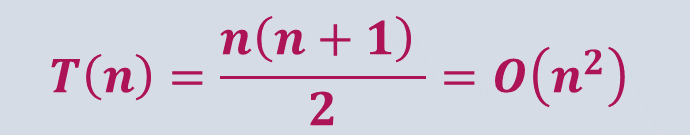 T(n) = n(n + 1) / 2 = O(n²)